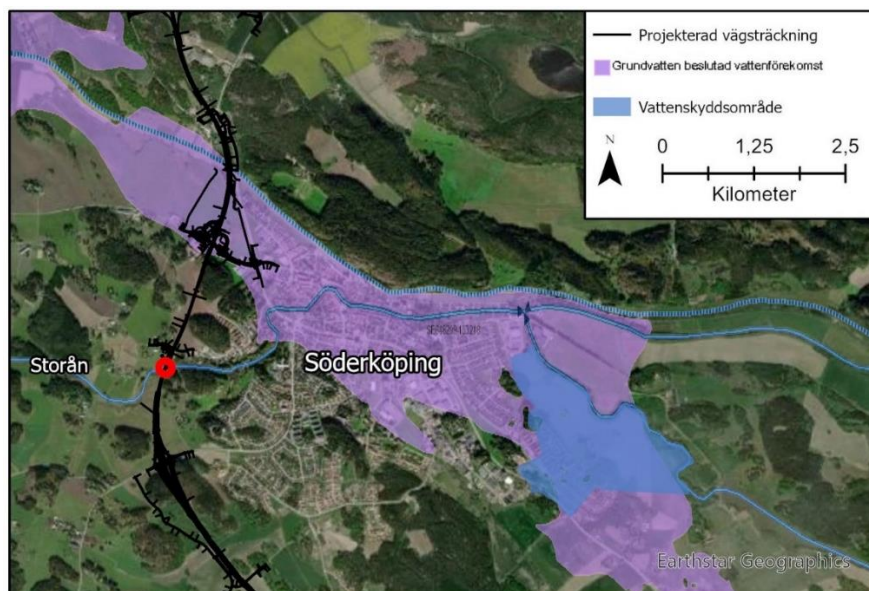 Projekterad vägsträckning
Grundvatten beslutad vattenförekomst
Vattenskyddsområde
N
0 1,25 2,5
Kilometer
Storån
Söderköping
Earthstar Geographics